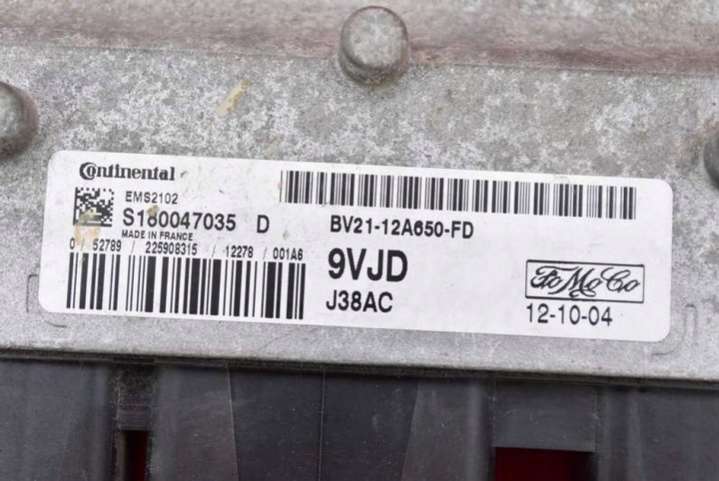 Continental
EMS2102
S180047035 D
MADE IN FRANCE
0 / 52789 / 225908315 / 12278 / 001A6
BV21-12A650-FD
9VJD
J38AC
FoMoCo
12-10-04